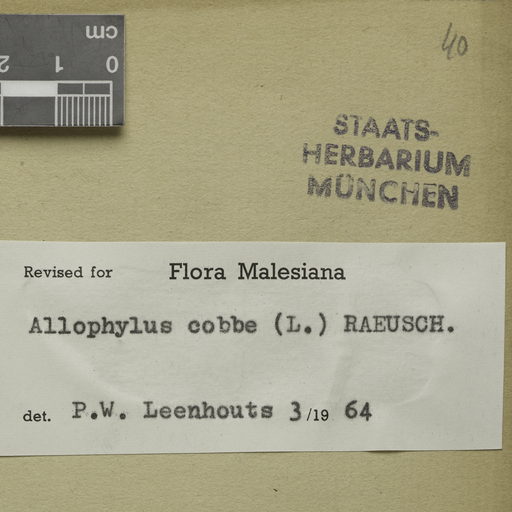 cm
2 1 0
40
STAATS-
HERBARIUM
MÜNCHEN
Revised for Flora Malesiana
Allophylus cobbe (L.) RAEUSCH.
det. P.W. Leenhouts 3/19 64